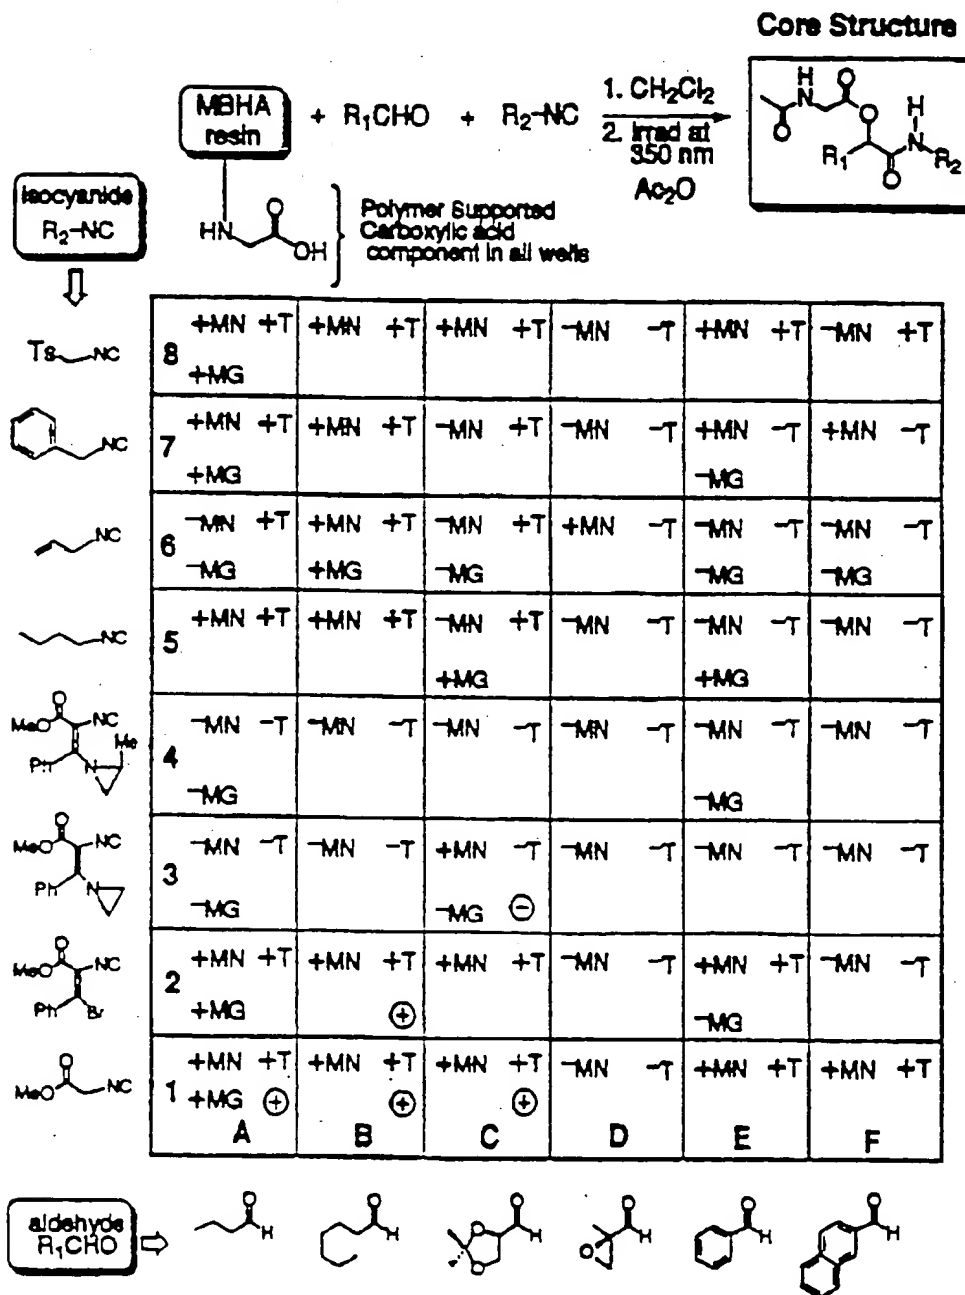 Core Structure
MBHA resin + R1CHO + R2-NC
1. CH2Cl2
2. Irrad at 350 nm
Ac2O
H
N
O
O
H
N
O
R1
R2
O
isocyanide
R2-NC
HN
O
OH
Polymer Supported
Carboxylic acid
component in all wells
Ts NC
8 +MN +T +MN +T +MN +T -MN -T +MN +T -MN +T
+MG
NC
7 +MN +T +MN +T -MN +T -MN -T +MN -T +MN -T
+MG -MG
NC
6 -MN +T +MN +T -MN +T +MN -T -MN -T -MN -T
-MG +MG -MG -MG -MG
NC
5 +MN +T +MN +T -MN +T -MN -T -MN -T -MN -T
+MG +MG
O
MeO NC
Me
Ph N
4 -MN -T -MN -T -MN -T -MN -T -MN -T -MN -T
-MG -MG
O
MeO NC
Ph N
3 -MN -T -MN -T +MN -T -MN -T -MN -T -MN -T
-MG -MG ⊖
O
MeO NC
Ph Br
2 +MN +T +MN +T +MN +T -MN -T +MN +T -MN -T
+MG ⊕ -MG
O
MeO NC
1 +MN +T +MN +T +MN +T -MN -T +MN +T +MN +T
+MG ⊕ ⊕ ⊕
A B C D E F
aldehyde
R1CHO
O H
O H
O O O H
O O H
O H
O H